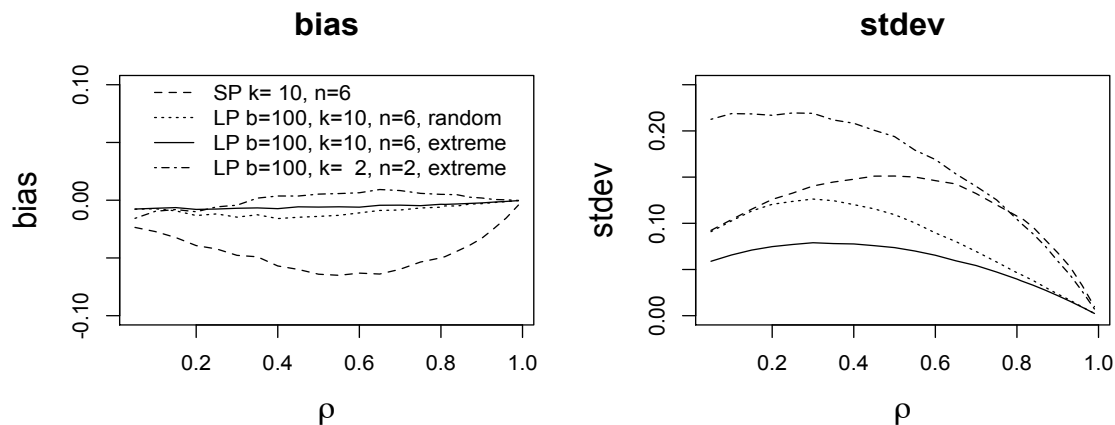 bias
bias
0.10
0.00
-0.10
SP k= 10, n=6
LP b=100, k=10, n=6, random
LP b=100, k=10, n=6, extreme
LP b=100, k= 2, n=2, extreme
0.2 0.4 0.6 0.8 1.0
ρ
stdev
stdev
0.20
0.10
0.00
0.2 0.4 0.6 0.8 1.0
ρ